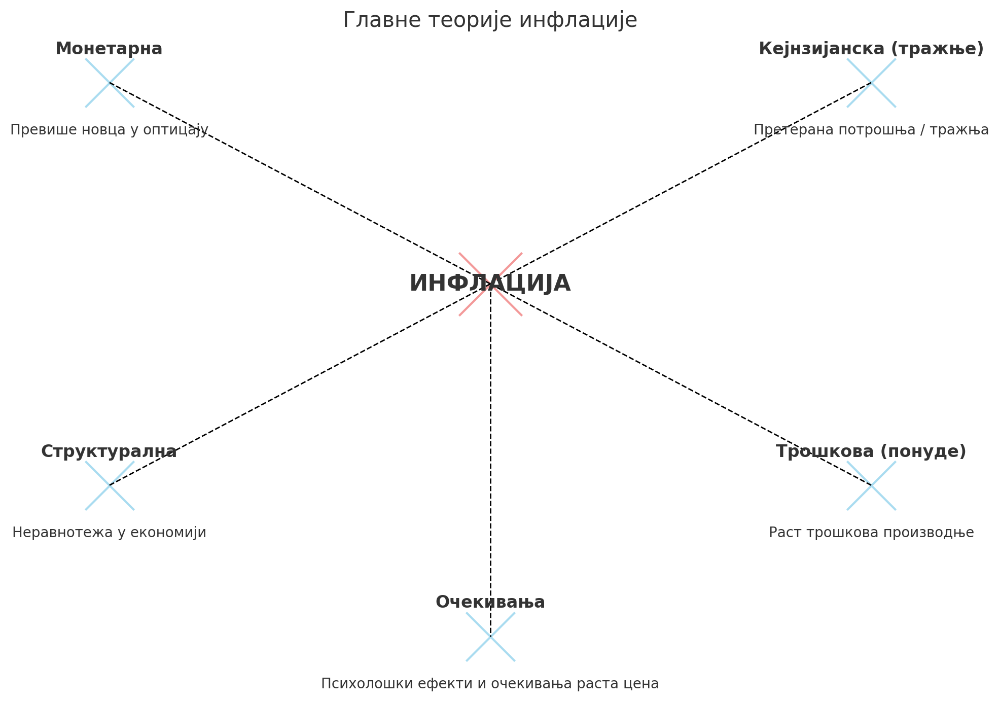 Главне теорије инфлације
Монетарна
Кејнзијанска (тражње)
Превише новца у оптицају
Претерана потрошња / тражња
ИНФЛАЦИЈА
Структурална
Трошкова (понуде)
Неравнотежа у економији
Раст трошкова производње
Очекивања
Психолошки ефекти и очекивања раста цена